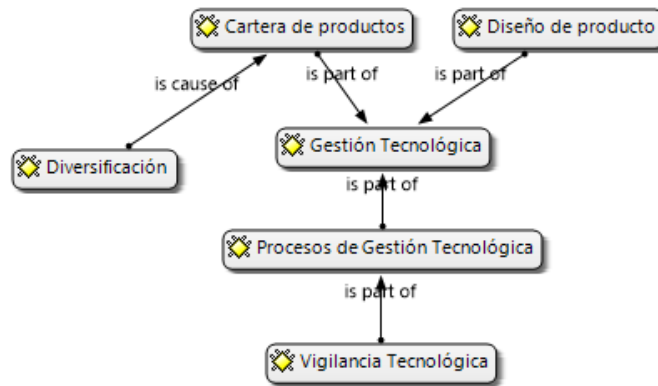 Cartera de productos
Diseño de producto
is cause of
is part of
is part of
Diversificación
Gestión Tecnológica
is part of
Procesos de Gestión Tecnológica
is part of
Vigilancia Tecnológica